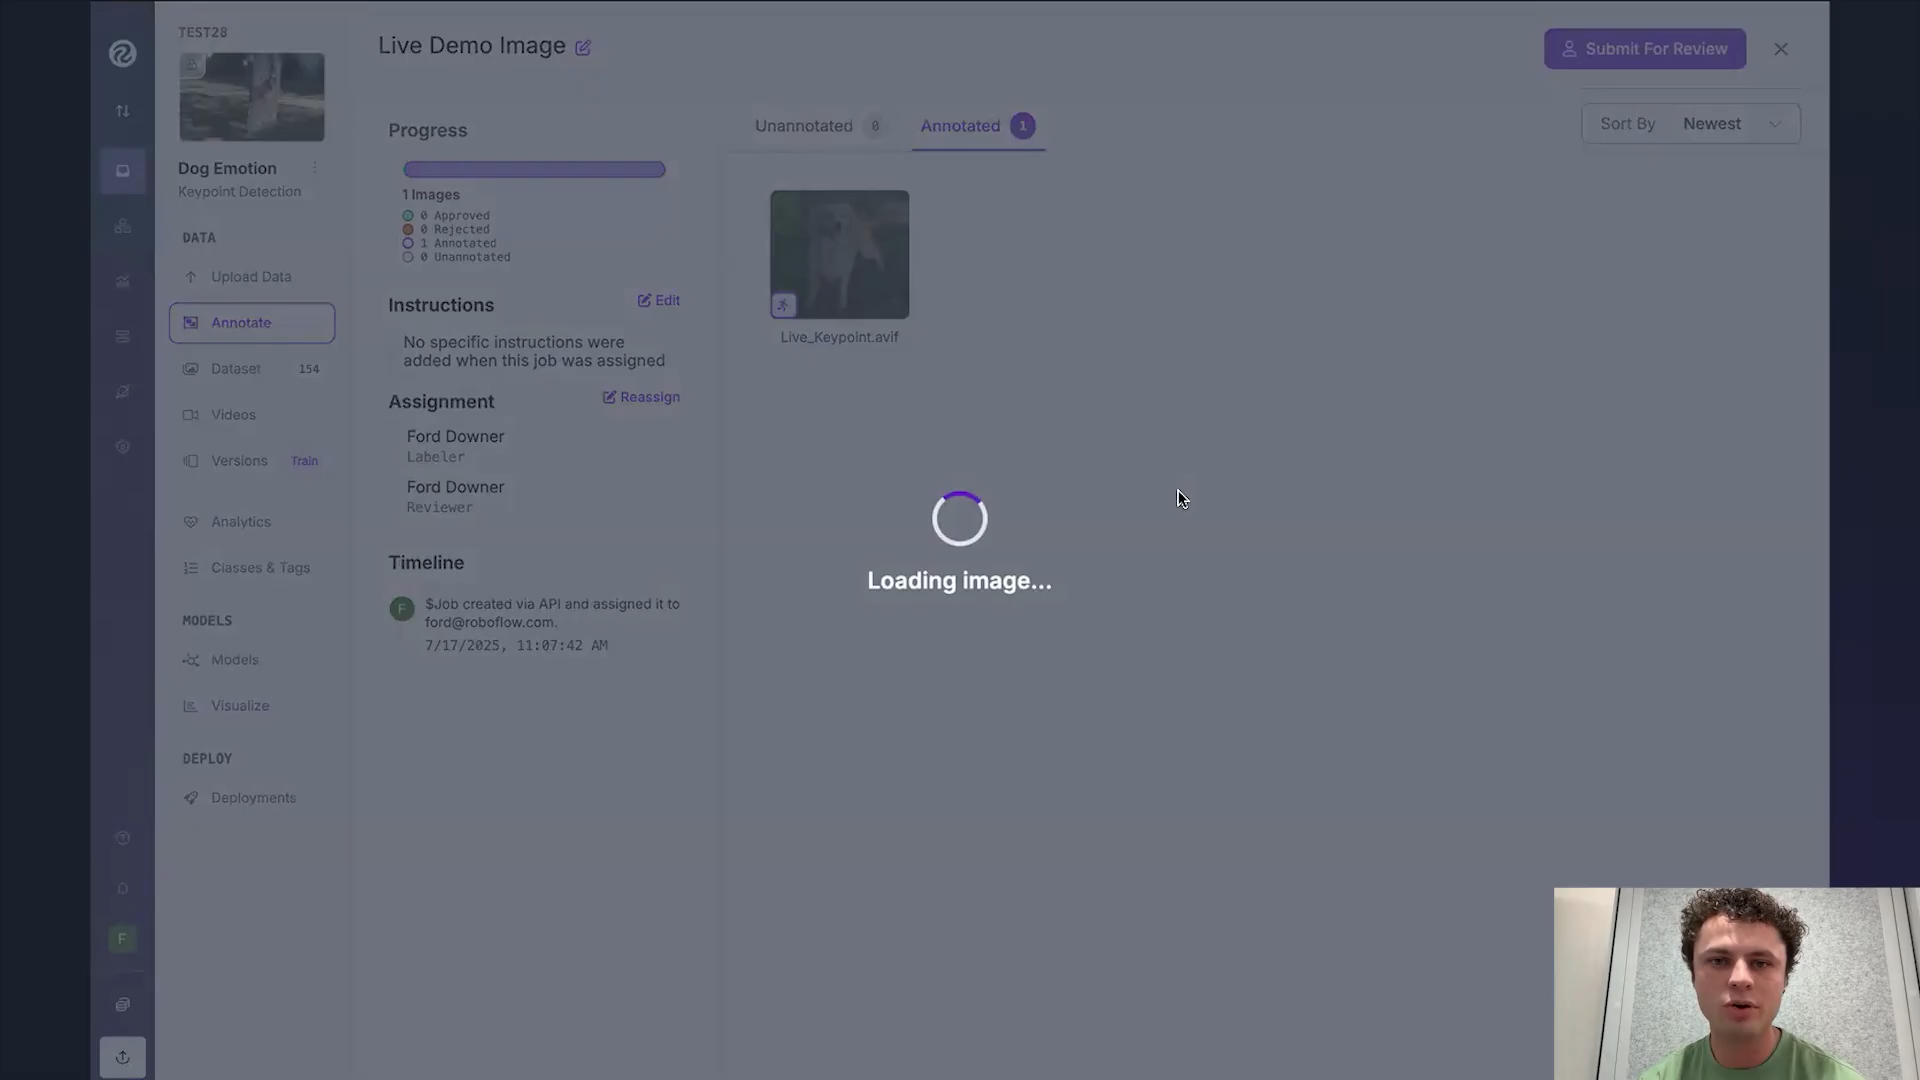 TEST28
Dog Emotion
Keypoint Detection
DATA
Upload Data
Annotate
Dataset 154
Videos
Versions Train
Analytics
Classes & Tags
MODELS
Models
Visualize
DEPLOY
Deployments
F
Live Demo Image
Submit For Review
Progress
1 Images
0 Approved
0 Rejected
1 Annotated
0 Unannotated
Instructions Edit
No specific instructions were
added when this job was assigned
Assignment Reassign
Ford Downer
Labeler
Ford Downer
Reviewer
Timeline
F
$Job created via API and assigned it to
ford@roboflow.com.
7/17/2025, 11:07:42 AM
Unannotated 0 Annotated 1
Sort By Newest
Live_Keypoint.avif
Loading image...